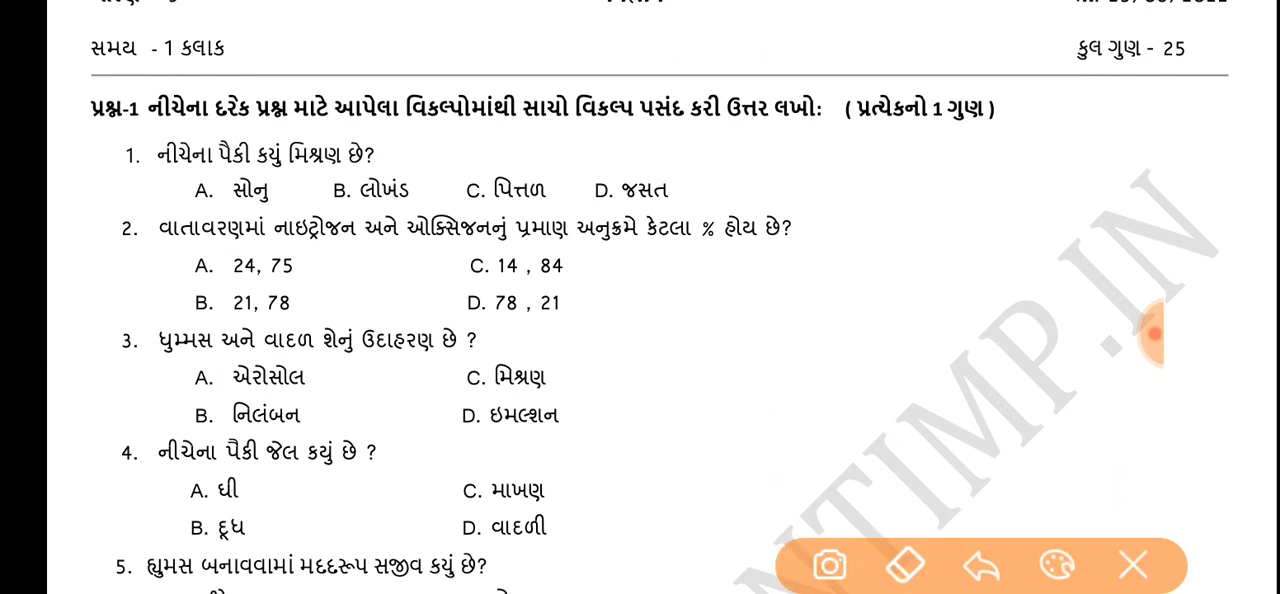 સમય - 1 કલાક
કુલ ગુણ - 25
પ્રશ્ન-1 નીચેના દરેક પ્રશ્ન માટે આપેલા વિકલ્પોમાંથી સાચો વિકલ્પ પસંદ કરી ઉત્તર લખોઃ ( પ્રત્યેકનો 1 ગુણ )
1. નીચેના પૈકી કયું મિશ્રણ છે?
A. સોનુ B. લોખંડ C. પિત્તળ D. જસત
2. વાતાવરણમાં નાઇટ્રોજન અને ઓક્સિજનનું પ્રમાણ અનુક્રમે કેટલા % હોય છે?
A. 24, 75 C. 14 , 84
B. 21, 78 D. 78 , 21
3. ધુમ્મસ અને વાદળ શેનું ઉદાહરણ છે ?
A. એરોસોલ C. મિશ્રણ
B. નિલંબન D. ઇમલ્શન
4. નીચેના પૈકી જેલ કયું છે ?
A. ઘી C. માખણ
B. દૂધ D. વાદળી
5. હ્યુમસ બનાવવામાં મદદરૂપ સજીવ કયું છે?
NTIMP.IN